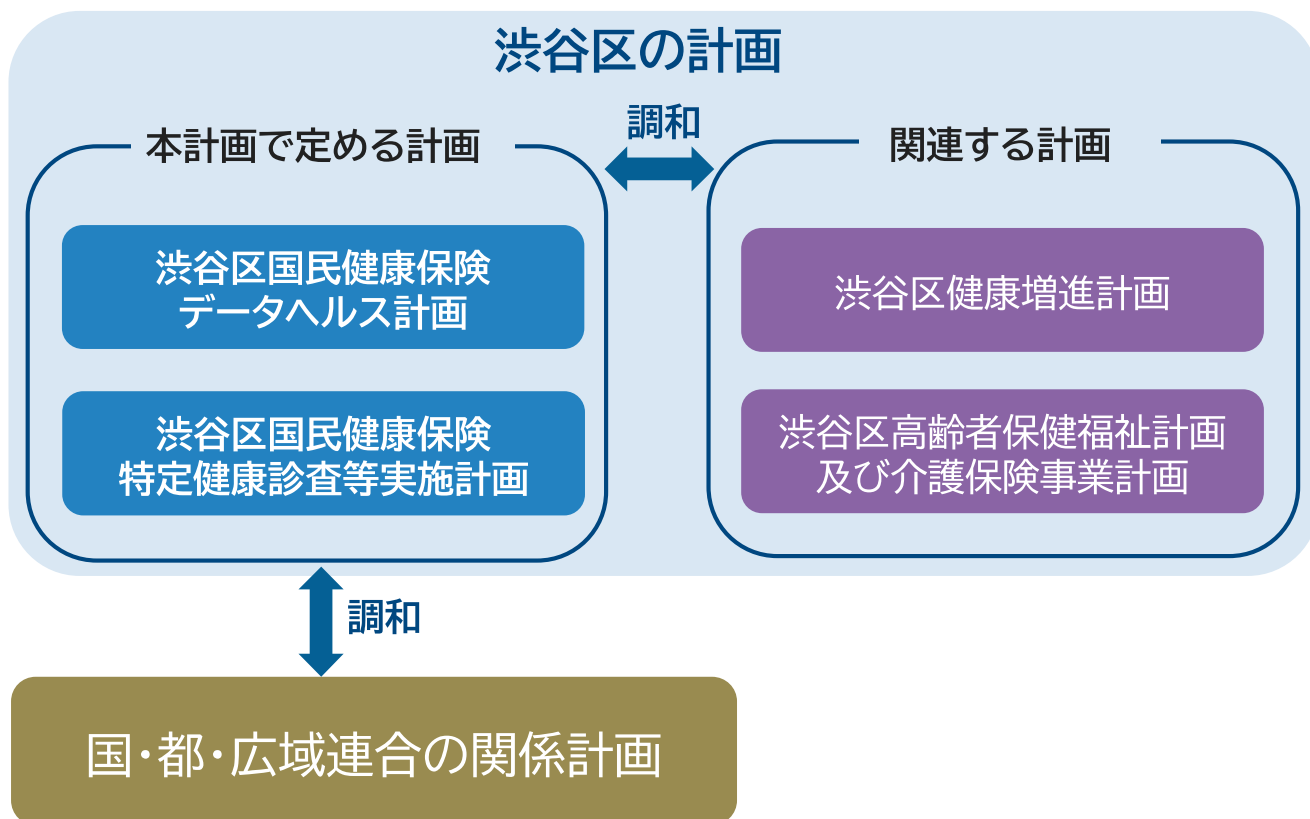 渋谷区の計画
調和
本計画で定める計画
関連する計画
渋谷区国民健康保険
データヘルス計画
渋谷区国民健康保険
特定健康診査等実施計画
渋谷区健康増進計画
渋谷区高齢者保健福祉計画
及び介護保険事業計画
調和
国・都・広域連合の関係計画